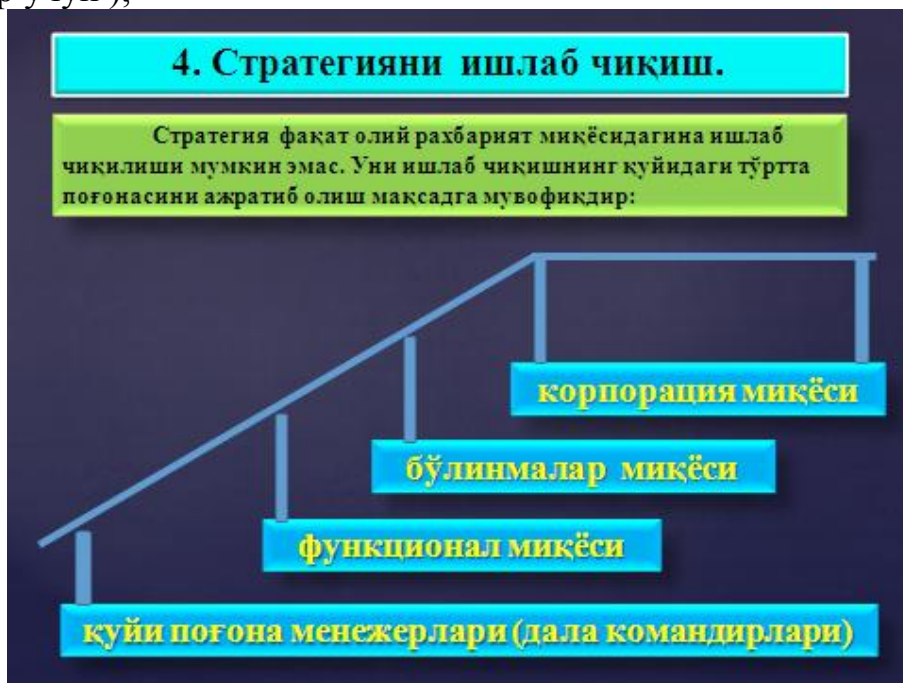 4. Стратегияни ишлаб чиқиш.
Стратегия фақат олий рахбарият миқёсидагина ишлаб
чиқилиши мумкин эмас. Уни ишлаб чиқишнинг қуйидаги тўртта
поғонасини ажратиб олиш мақсадга мувофиқдир:
корпорация миқёси
бўлинмалар миқёси
функционал миқёси
қуйи поғона менежерлари (дала командирлари)